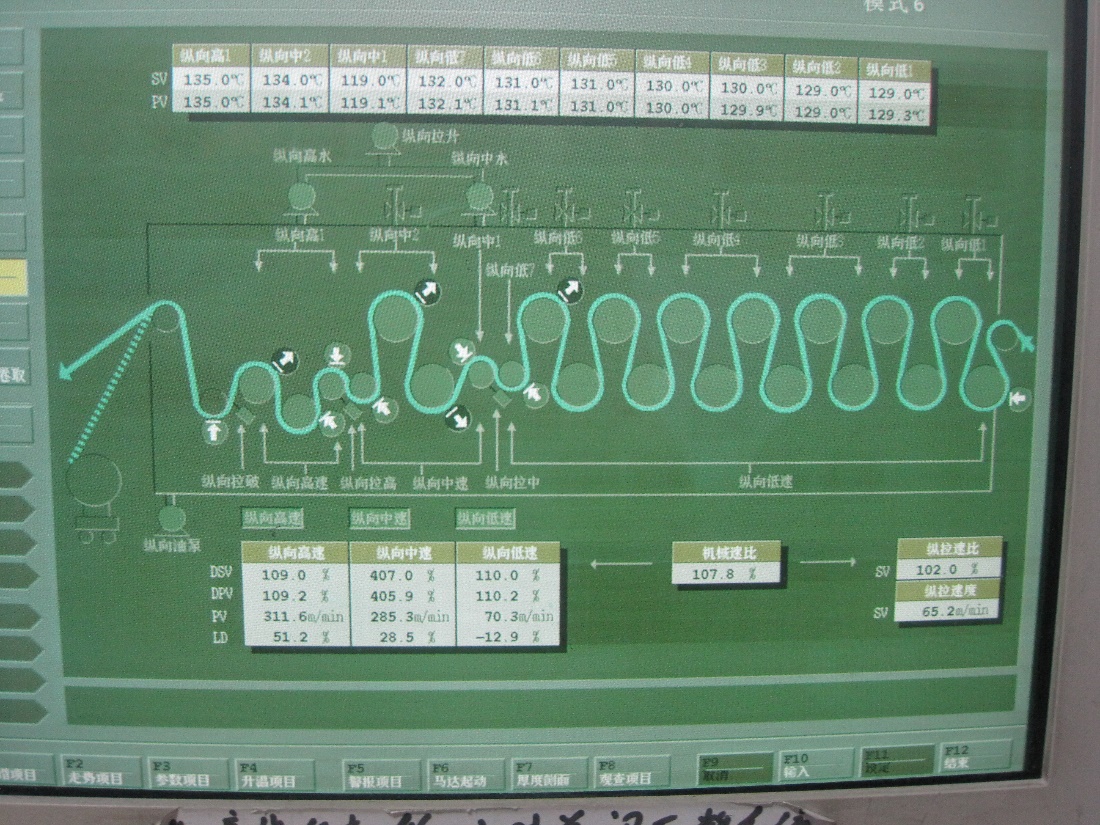 模式6
纵向高1 纵向中2 纵向中1 纵向低7 纵向低6 纵向低5 纵向低4 纵向低3 纵向低2 纵向低1
SV 135.0℃ 134.0℃ 119.0℃ 132.0℃ 131.0℃ 131.0℃ 130.0℃ 130.0℃ 129.0℃ 129.0℃
PV 135.0℃ 134.1℃ 119.1℃ 132.1℃ 131.1℃ 131.0℃ 130.0℃ 129.9℃ 129.0℃ 129.3℃
纵向拉升
纵向高水 纵向中水
纵向高1 纵向中2 纵向中1 纵向低6 纵向低5 纵向低4 纵向低3 纵向低2 纵向低1
纵向低7
卷取
纵向拉破 纵向高速 纵向拉高 纵向中速 纵向拉中 纵向低速
纵向油泵
纵向高速 纵向中速 纵向低速
纵向高速 纵向中速 纵向低速
DSV 109.0 % 407.0 % 110.0 %
DPV 109.2 % 405.9 % 110.2 %
PV 311.6m/min 285.3m/min 70.3m/min
LD 51.2 % 28.5 % -12.9 %
机械速比
107.8 %
纵拉速比
SV 102.0 %
纵拉速度
SV 65.2m/min
项目
F2 走势项目
F3 参数项目
F4 升温项目
F5 警报项目
F6 马达起动
F7 厚度剖面
F8 观查项目
F9 取消
F10 输入
F11 设定
F12 结束